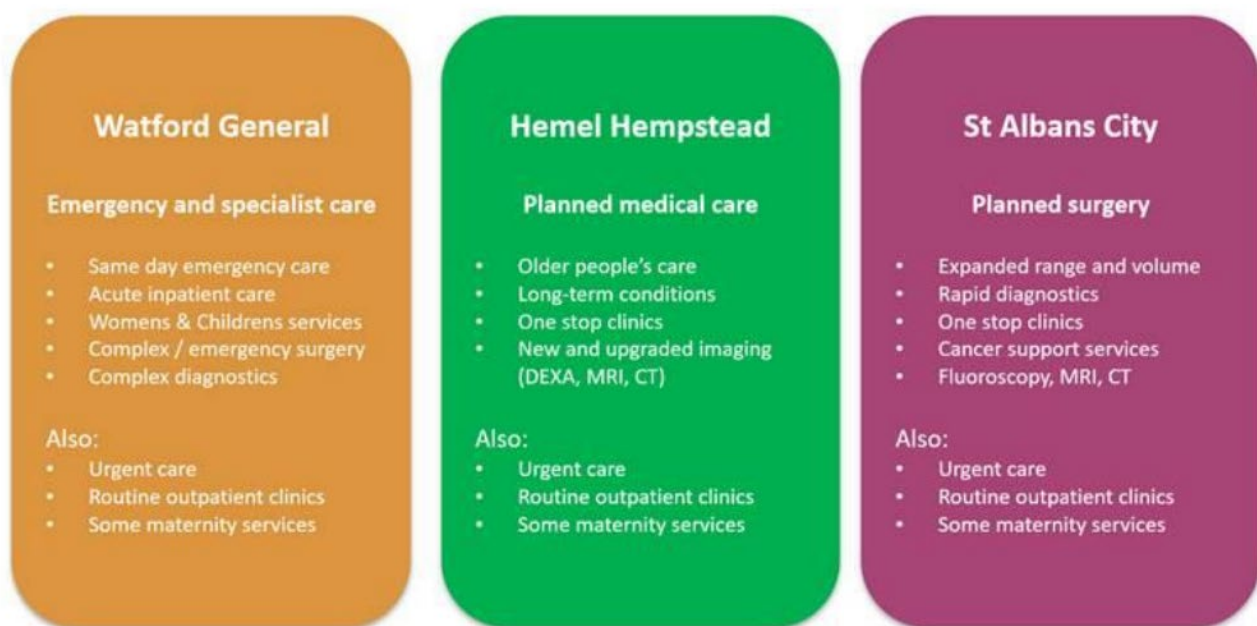 Watford General
Emergency and specialist care
• Same day emergency care
• Acute inpatient care
• Womens & Childrens services
• Complex / emergency surgery
• Complex diagnostics
Also:
• Urgent care
• Routine outpatient clinics
• Some maternity services
Hemel Hempstead
Planned medical care
• Older people's care
• Long-term conditions
• One stop clinics
• New and upgraded imaging
(DEXA, MRI, CT)
Also:
• Urgent care
• Routine outpatient clinics
• Some maternity services
St Albans City
Planned surgery
• Expanded range and volume
• Rapid diagnostics
• One stop clinics
• Cancer support services
• Fluoroscopy, MRI, CT
Also:
• Urgent care
• Routine outpatient clinics
• Some maternity services